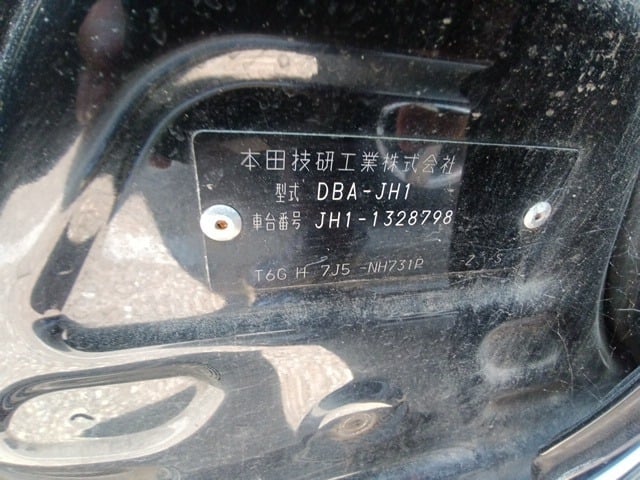 本田技研工業株式会社
型式 DBA-JH1
車台番号 JH1-1328798
T6G H 7J5 -NH731P